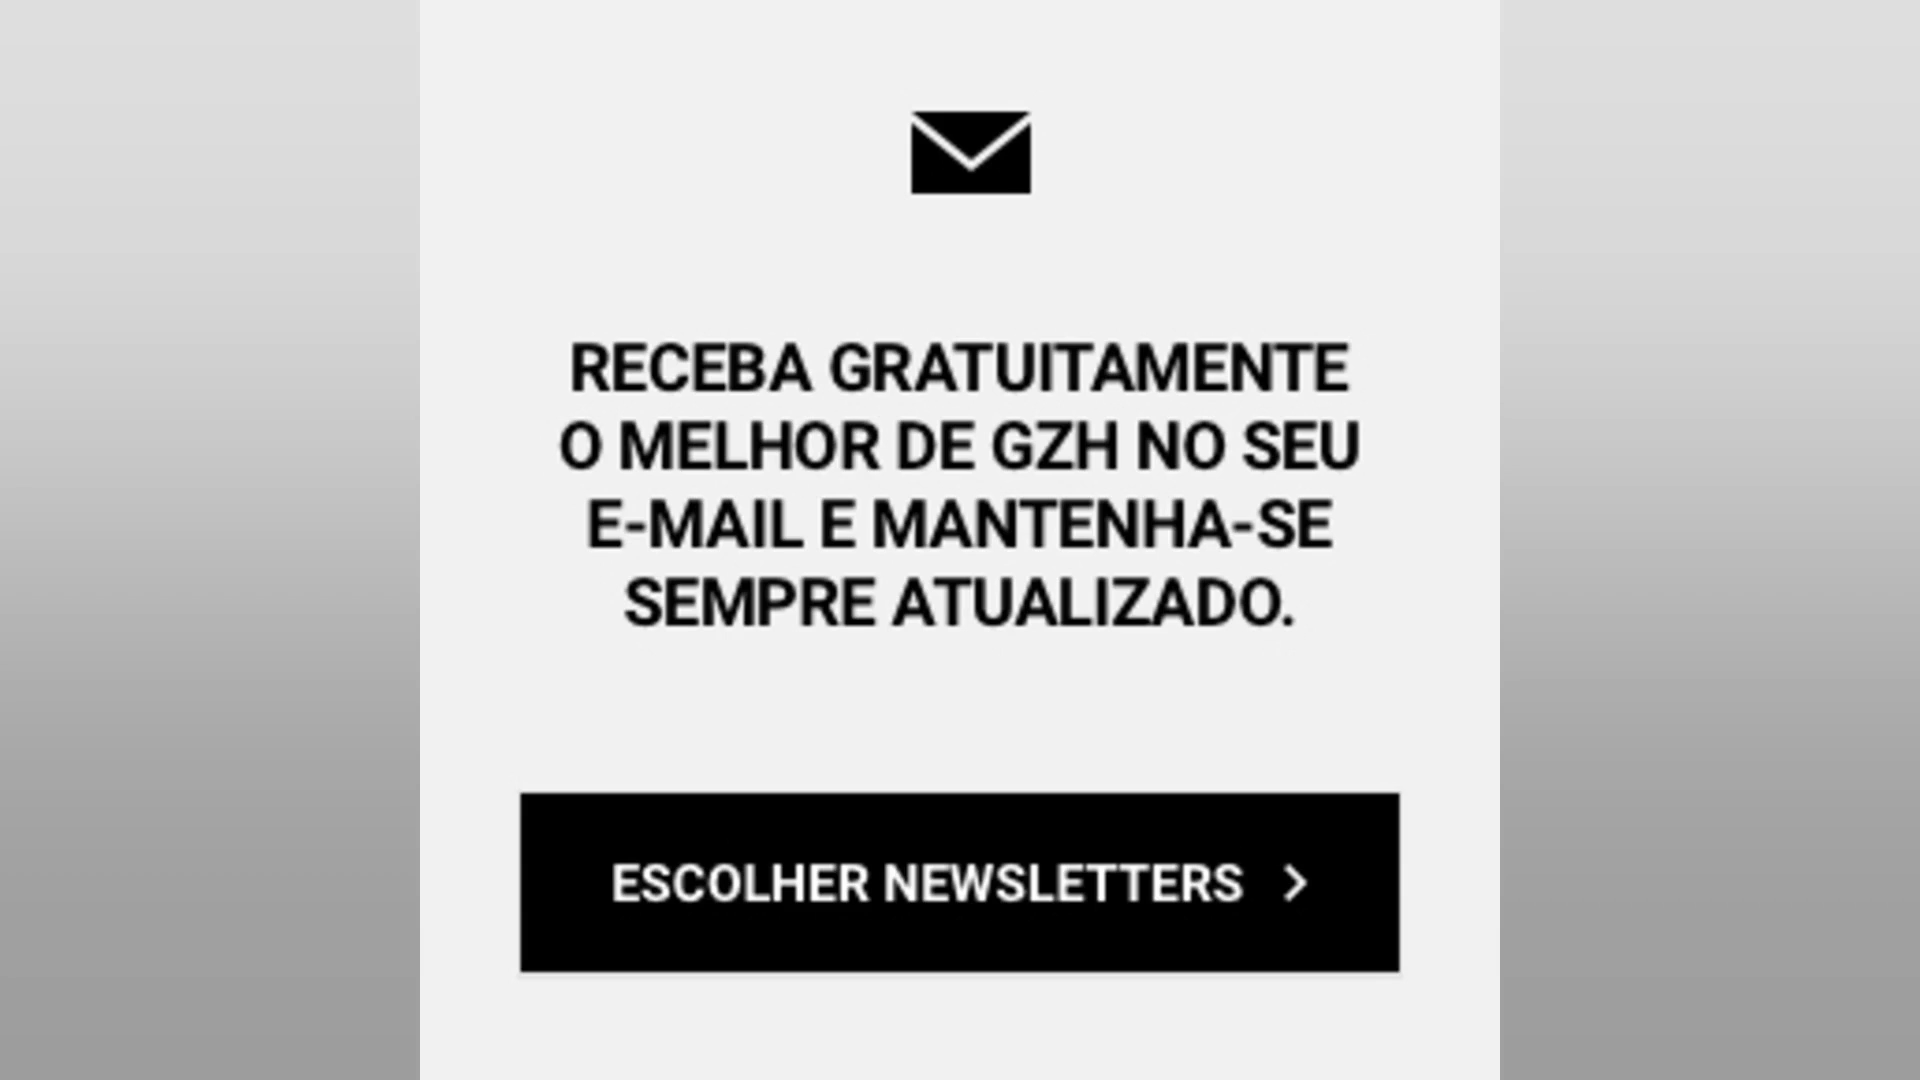 RECEBA GRATUITAMENTE
O MELHOR DE GZH NO SEU
E-MAIL E MANTENHA-SE
SEMPRE ATUALIZADO.
ESCOLHER NEWSLETTERS